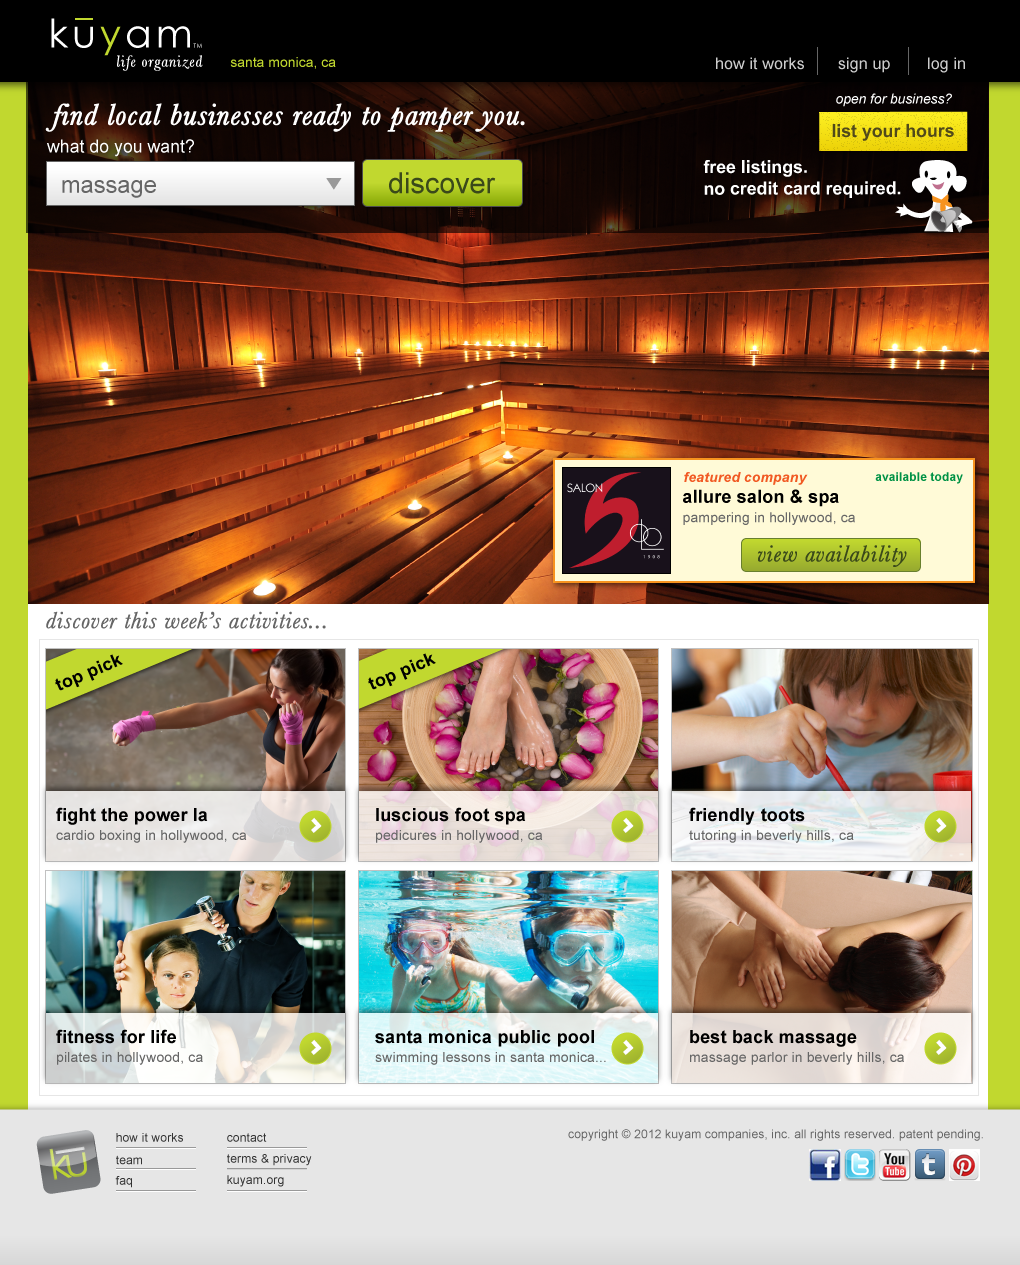 kūyam™
life organized
santa monica, ca
how it works
sign up
log in
find local businesses ready to pamper you.
what do you want?
massage
discover
open for business?
list your hours
free listings.
no credit card required.
SALON
5
1908
featured company
available today
allure salon & spa
pampering in hollywood, ca
view availability
discover this week's activities...
top pick
fight the power la
cardio boxing in hollywood, ca
top pick
luscious foot spa
pedicures in hollywood, ca
friendly toots
tutoring in beverly hills, ca
fitness for life
pilates in hollywood, ca
santa monica public pool
swimming lessons in santa monica...
best back massage
massage parlor in beverly hills, ca
kū
how it works
team
faq
contact
terms & privacy
kuyam.org
copyright © 2012 kuyam companies, inc. all rights reserved. patent pending.
f
t
You
Tube
t
p